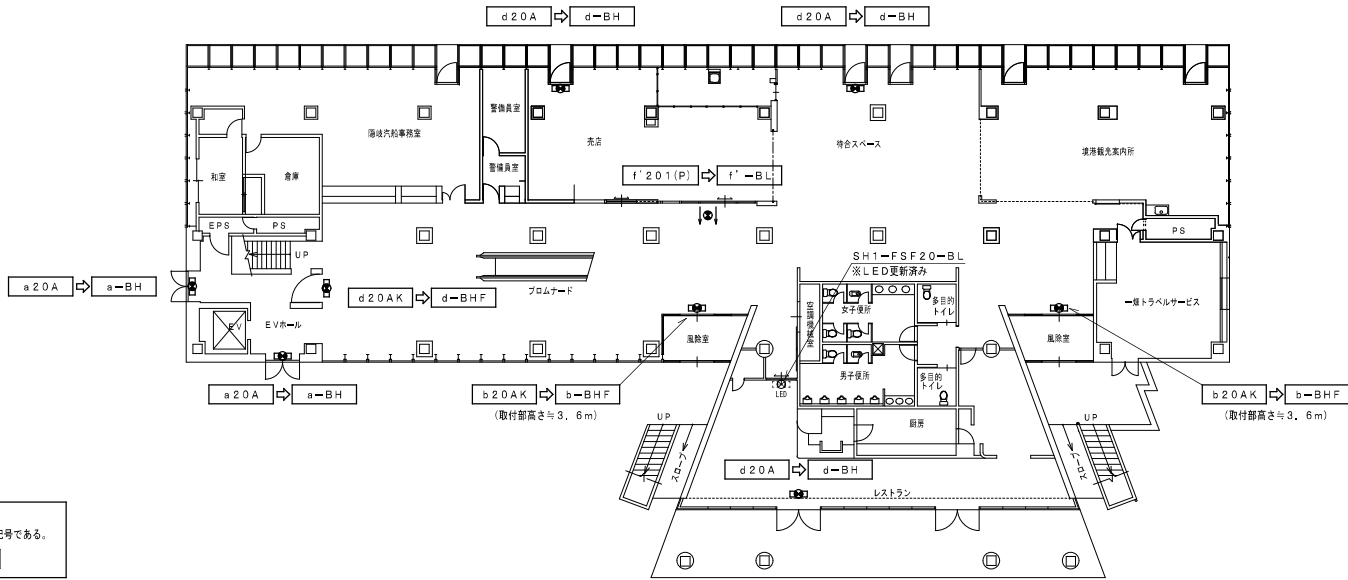 d20A ⇨ d-BH
d20A ⇨ d-BH
隠岐汽船事務室
警備員室
売店
待合スペース
境港観光案内所
和室
倉庫
警備員室
f'201(P) ⇨ f'-BL
EPS
PS
PS
UP
SH1-FSF20-BL
※LED更新済み
a20A ⇨ a-BH
d20AK ⇨ d-BHF
プロムナード
空調機械室
女子便所
多目的
トイレ
一畑トラベルサービス
EV
EVホール
風除室
風除室
男子便所
多目的
トイレ
LED
a20A ⇨ a-BH
b20AK ⇨ b-BHF
(取付部高さ≒3.6m)
b20AK ⇨ b-BHF
(取付部高さ≒3.6m)
UP
UP
厨房
スロープ
スロープ
d20A ⇨ d-BH
レストラン
号である。